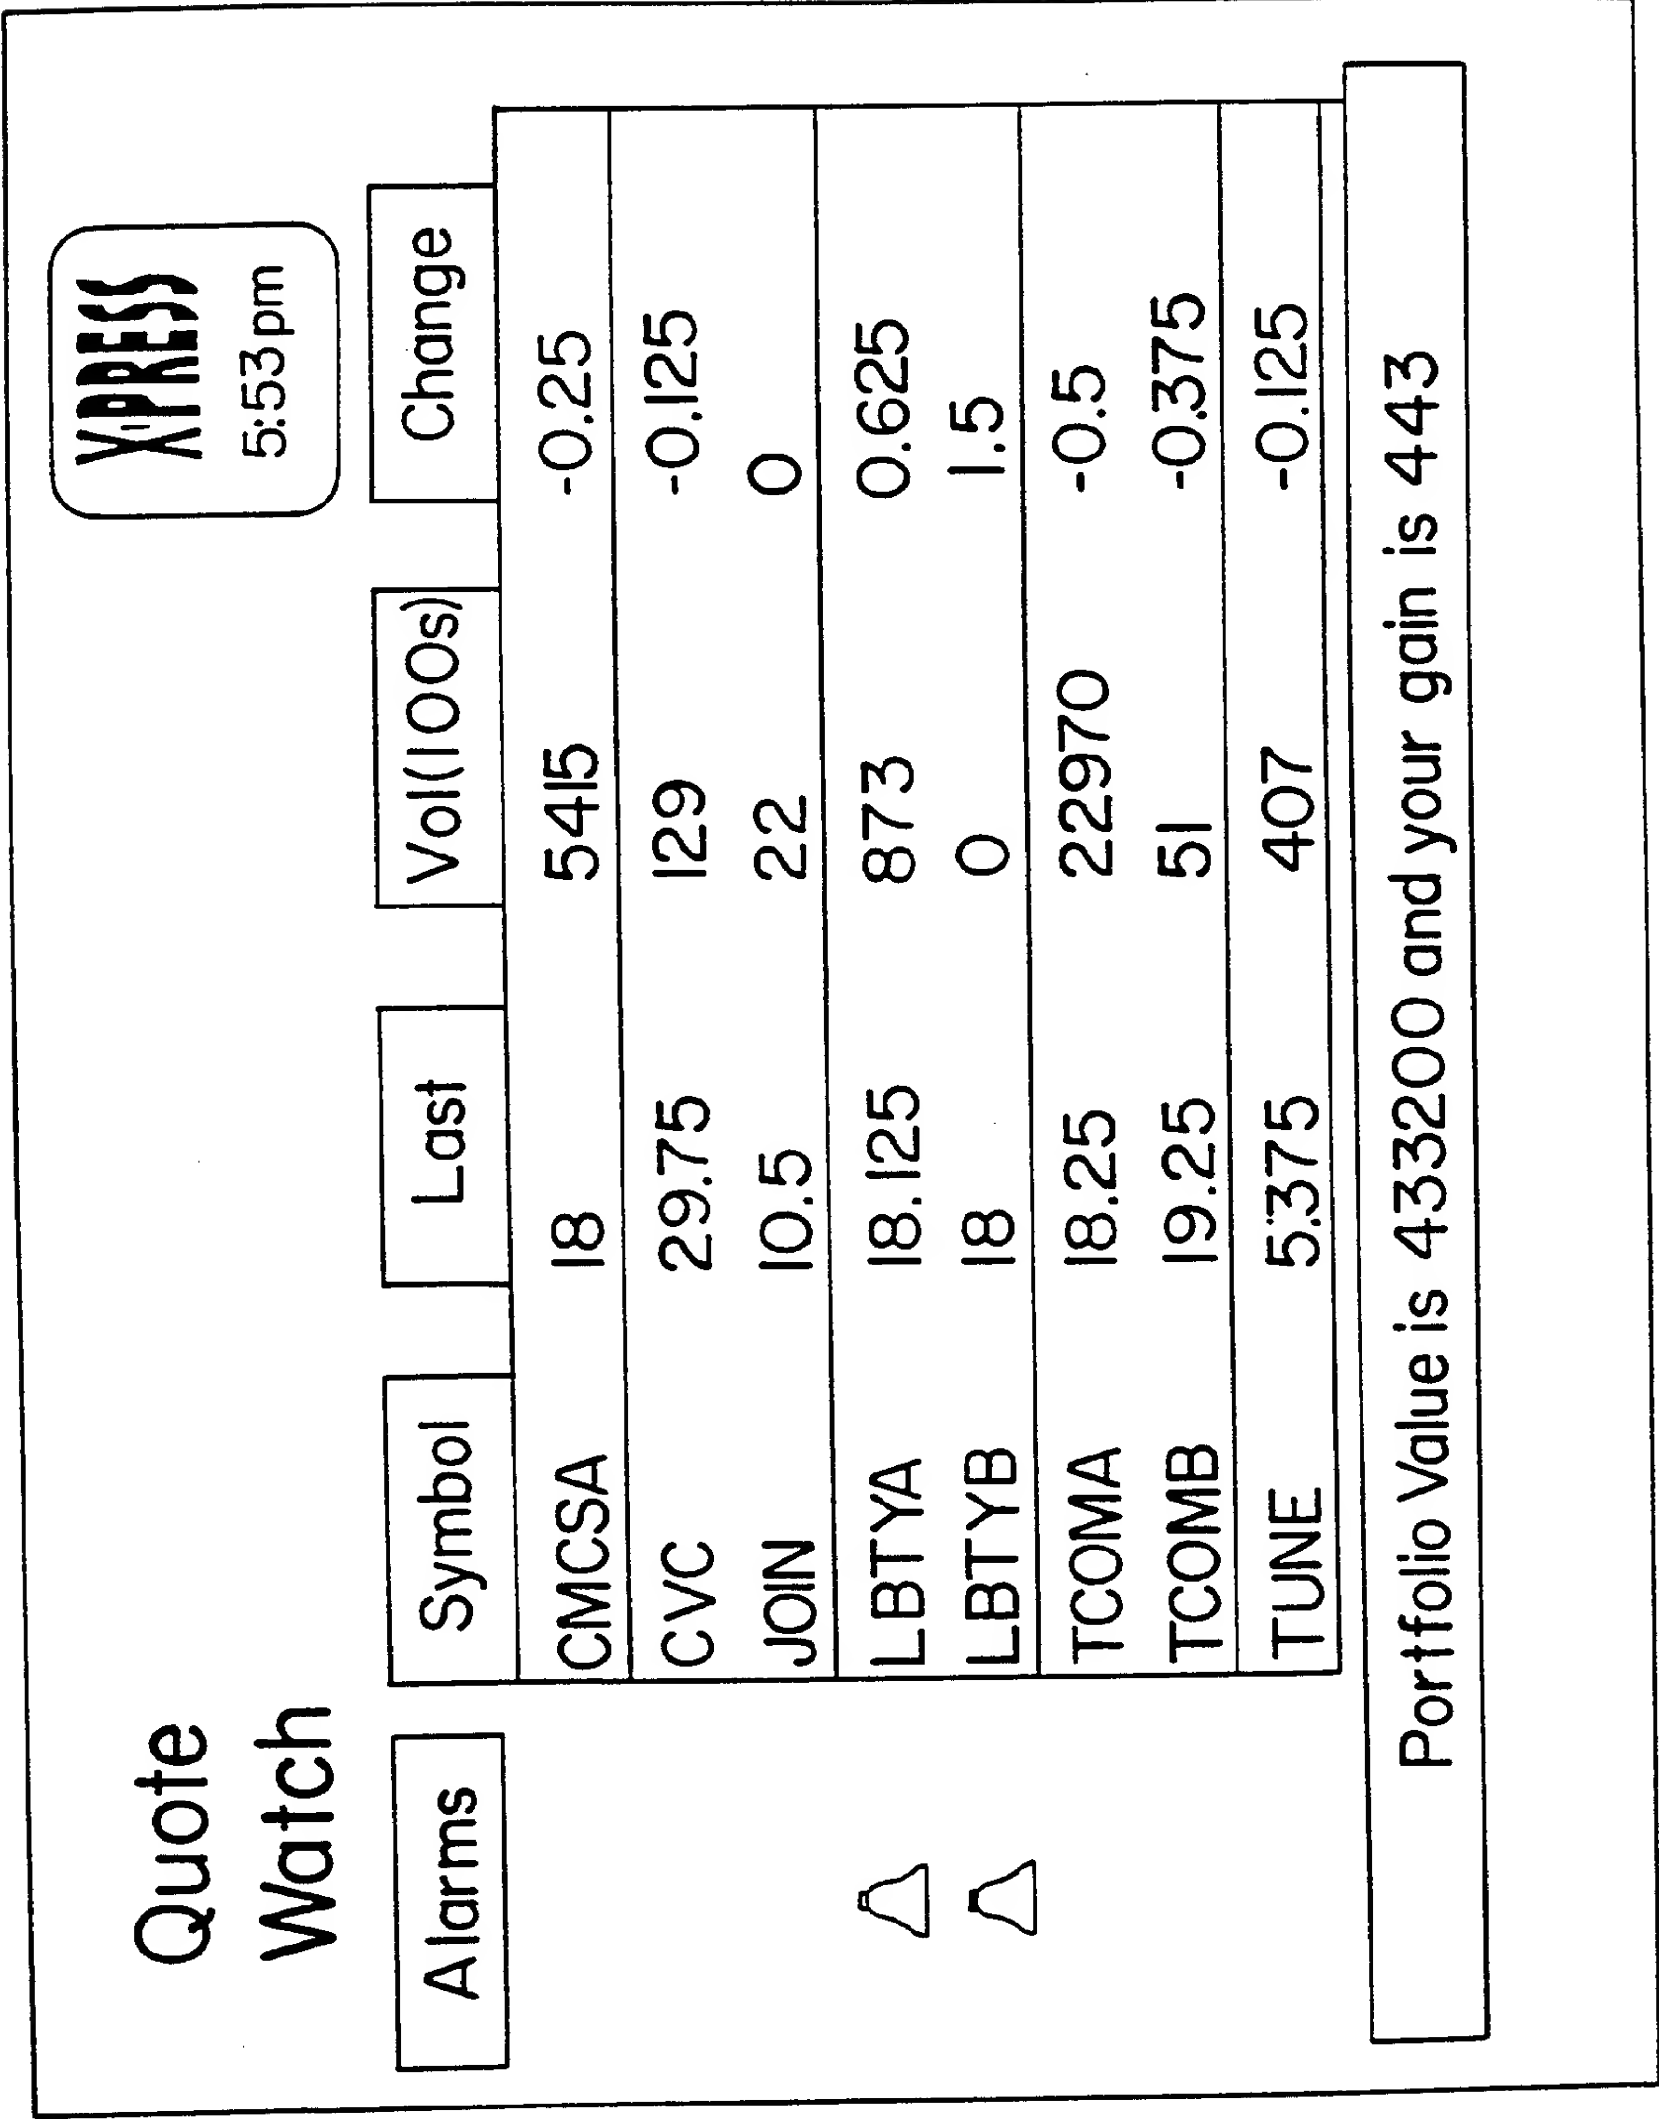 Quote
Watch
X·PRESS
5:53pm
Alarms Symbol Last Vol(100s) Change
CMCSA 18 5415 -0.25
CVC 29.75 129 -0.125
JOIN 10.5 22 0
LBTYA 18.125 873 0.625
LBTYB 18 0 1.5
TCOMA 18.25 22970 -0.5
TCOMB 19.25 51 -0.375
TUNE 5.375 407 -0.125
Portfolio Value is 433200 and your gain is 443